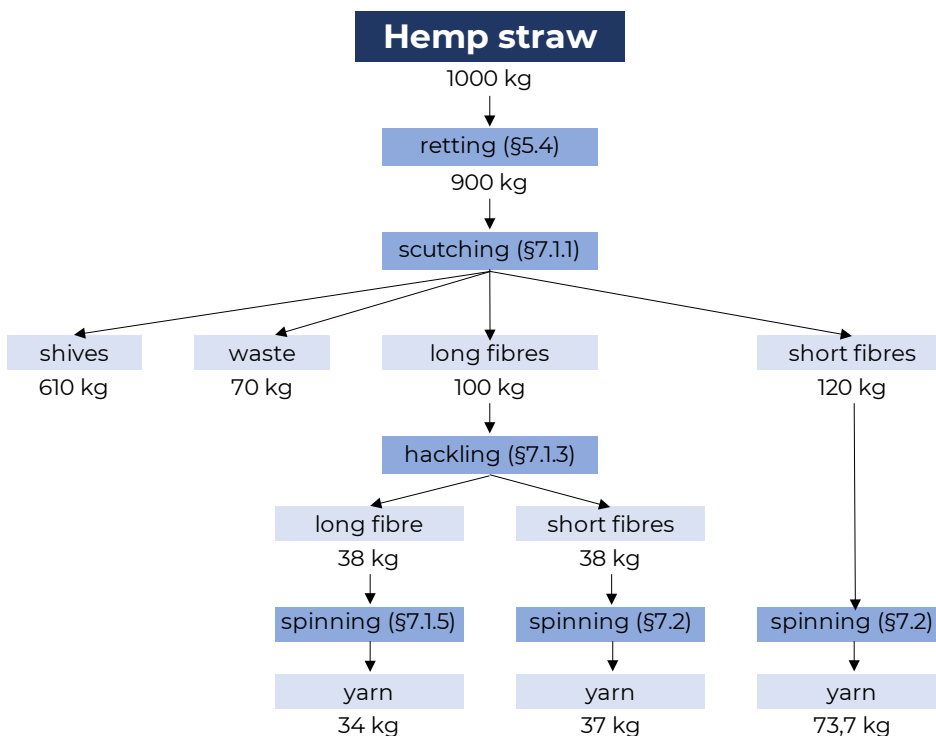 Hemp straw
1000 kg
retting (§5.4)
900 kg
scutching (§7.1.1)
shives
waste
long fibres
short fibres
610 kg
70 kg
100 kg
120 kg
hackling (§7.1.3)
long fibre
short fibres
38 kg
38 kg
spinning (§7.1.5)
spinning (§7.2)
spinning (§7.2)
yarn
yarn
yarn
34 kg
37 kg
73,7 kg